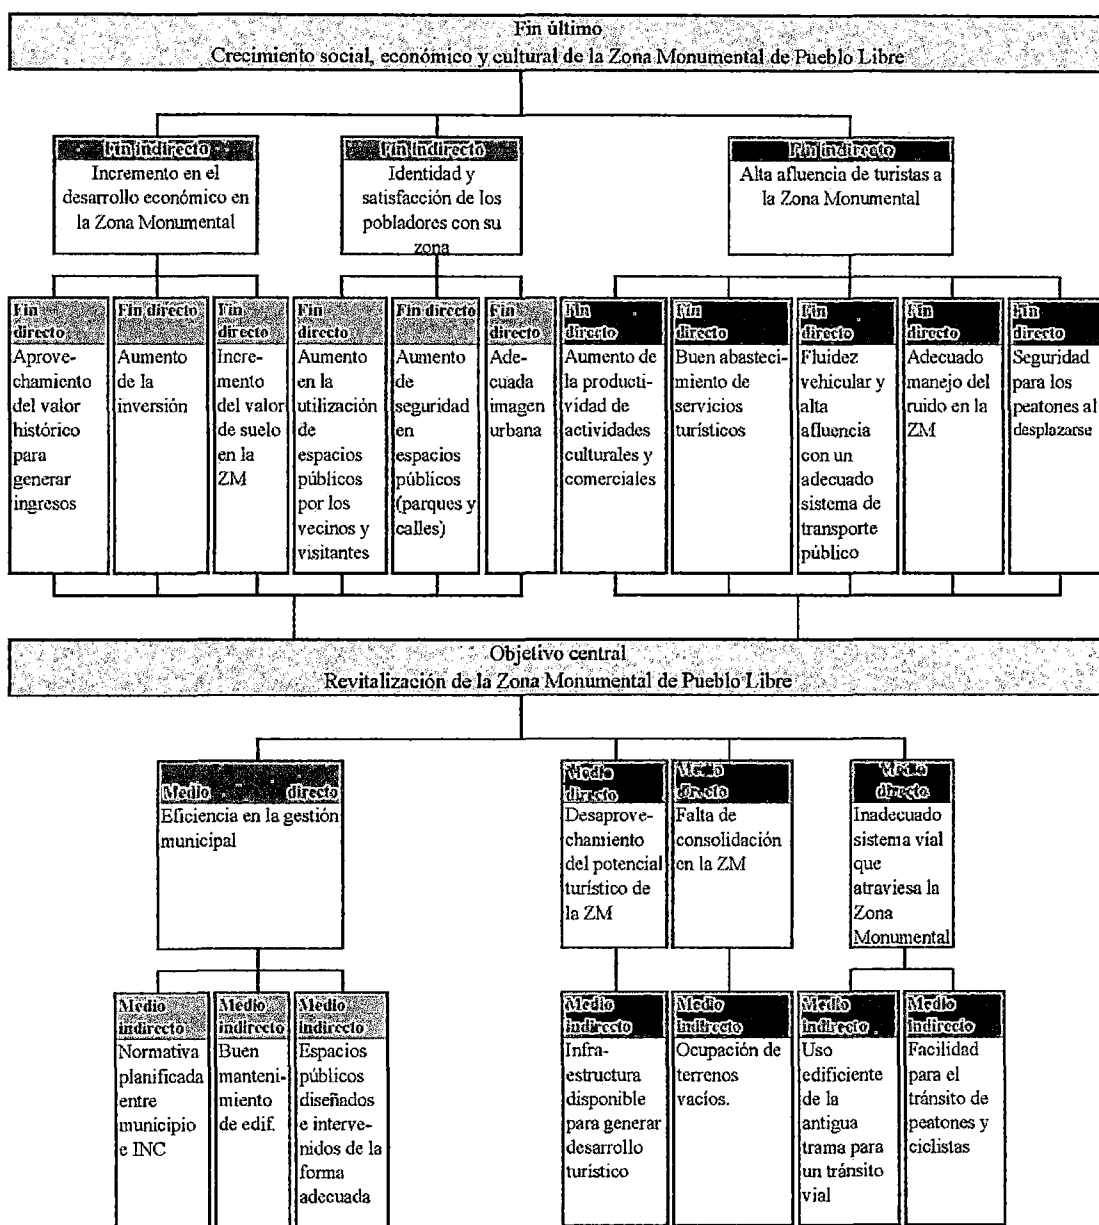 Fin último
Crecimiento social, económico y cultural de la Zona Monumental de Pueblo Libre
Fin indirecto
Incremento en el
desarrollo económico en
la Zona Monumental
Fin indirecto
Identidad y
satisfacción de los
pobladores con su
zona
Fin indirecto
Alta afluencia de turistas a
la Zona Monumental
Fin
directo
Aprove-
chamiento
del valor
histórico
para
generar
ingresos
Fin directo
Aumento
de la
inversión
Fin
directo
Incre-
mento
del valor
de suelo
en la
ZM
Fin
directo
Aumento
en la
utilización
de
espacios
públicos
por los
vecinos y
visitantes
Fin directo
Aumento
de
seguridad
en
espacios
públicos
(parques y
calles)
Fin
directo
Ade-
cuada
imagen
urbana
Fin
directo
Aumento de
la producti-
vidad de
actividades
culturales y
comerciales
Fin
directo
Buen abasteci-
miento de
servicios
turísticos
Fin
directo
Fluidez
vehicular y
alta
afluencia
con un
adecuado
sistema de
transporte
público
Fin
directo
Adecuado
manejo del
ruido en la
ZM
Fin
directo
Seguridad
para los
peatones al
desplazarse
Objetivo central
Revitalización de la Zona Monumental de Pueblo Libre
Medio directo
Eficiencia en la gestión
municipal
Medio
directo
Desaprove-
chamiento
del potencial
turístico de
la ZM
Medio
directo
Falta de
consolidación
en la ZM
Medio
directo
Inadecuado
sistema vial
que
atraviesa la
Zona
Monumental
Medio
indirecto
Normativa
planificada
entre
municipio
e INC
Medio
indirecto
Buen
manteni-
miento
de edif.
Medio
indirecto
Espacios
públicos
diseñados
e interve-
nidos de la
forma
adecuada
Medio
indirecto
Infra-
estructura
disponible
para generar
desarrollo
turístico
Medio
indirecto
Ocupación de
terrenos
vacíos.
Medio
indirecto
Uso
edificiente
de la
antigua
trama para
un tránsito
vial
Medio
indirecto
Facilidad
para el
tránsito de
peatones y
ciclistas